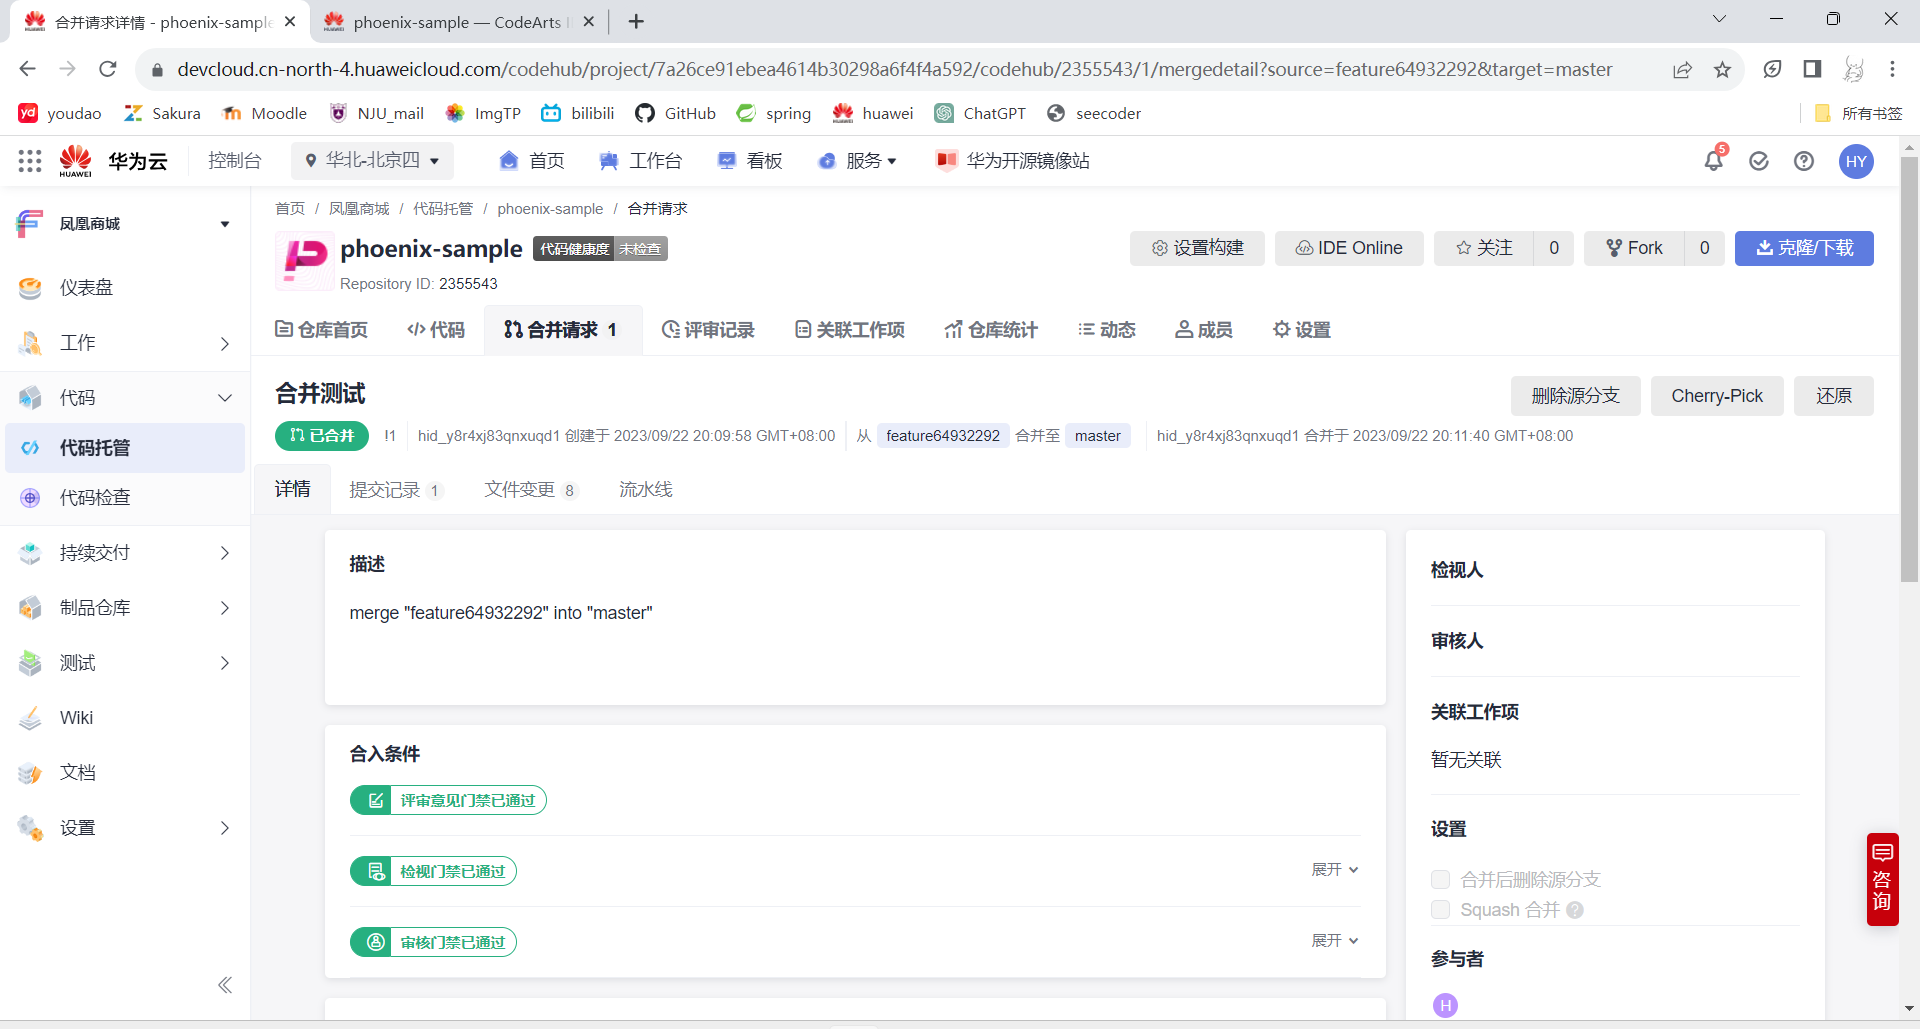 合并请求详情 - phoenix-sample
phoenix-sample — CodeArts I
devcloud.cn-north-4.huaweicloud.com/codehub/project/7a26ce91ebea4614b30298a6f4f4a592/codehub/2355543/1/mergedetail?source=feature64932292&target=master
youdao Sakura Moodle NJU_mail ImgTP bilibili GitHub spring huawei ChatGPT seecoder 所有书签
HUAWEI 华为云 控制台 华北-北京四 首页 工作台 看板 服务 华为开源镜像站 5 HY
凤凰商城
仪表盘
工作
代码
代码托管
代码检查
持续交付
制品仓库
测试
Wiki
文档
设置
首页 / 凤凰商城 / 代码托管 / phoenix-sample / 合并请求
phoenix-sample 代码健康度 未检查
Repository ID: 2355543
设置构建 IDE Online 关注 0 Fork 0 克隆/下载
仓库首页 代码 合并请求 1 评审记录 关联工作项 仓库统计 动态 成员 设置
合并测试
删除源分支 Cherry-Pick 还原
已合并 !1 hid_y8r4xj83qnxuqd1 创建于 2023/09/22 20:09:58 GMT+08:00 从 feature64932292 合并至 master hid_y8r4xj83qnxuqd1 合并于 2023/09/22 20:11:40 GMT+08:00
详情 提交记录 1 文件变更 8 流水线
描述
merge "feature64932292" into "master"
合入条件
评审意见门禁已通过
检视门禁已通过 展开
审核门禁已通过 展开
检视人
审核人
关联工作项
暂无关联
设置
合并后删除源分支
Squash 合并 ?
参与者
H
咨询